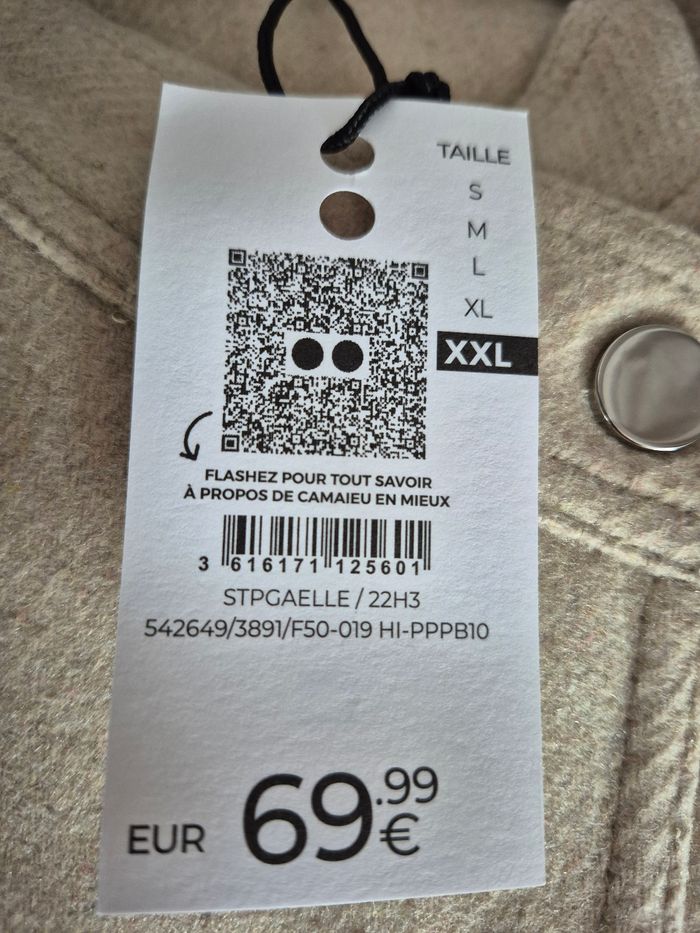 TAILLE
S
M
L
XL
XXL
FLASHEZ POUR TOUT SAVOIR
À PROPOS DE CAMAIEU EN MIEUX
3 616171 125601
STPGAELLE / 22H3
542649/3891/F50-019 HI-PPPB10
EUR 69.99 €